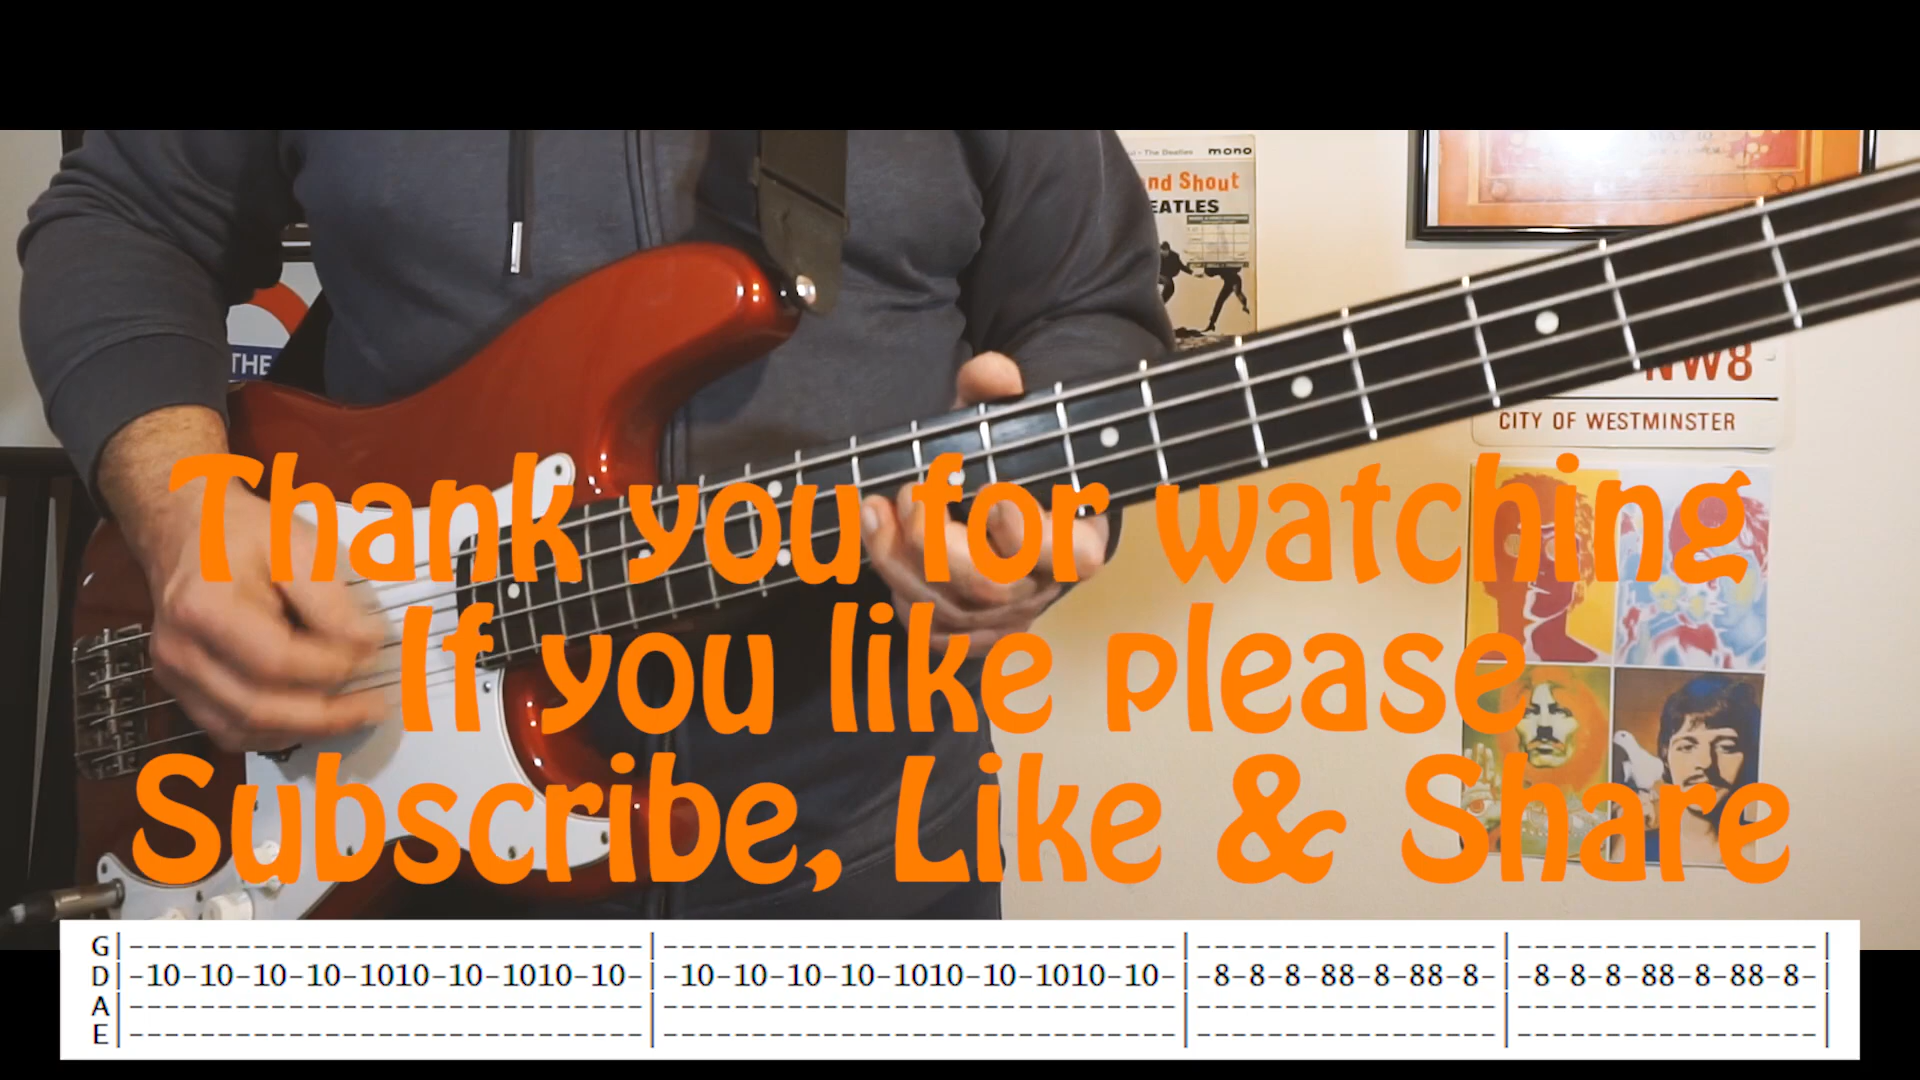 The Beatles mono
nd Shout
EATLES
THE
NW8
CITY OF WESTMINSTER
Thank you for watching
If you like please
Subscribe, Like & Share
G|-----------------------------|-----------------------------|-----------------|-----------------|
D|-10-10-10-10-1010-10-1010-10-|-10-10-10-10-1010-10-1010-10-|-8-8-8-88-8-88-8-|-8-8-8-88-8-88-8-|
A|-----------------------------|-----------------------------|-----------------|-----------------|
E|-----------------------------|-----------------------------|-----------------|-----------------|